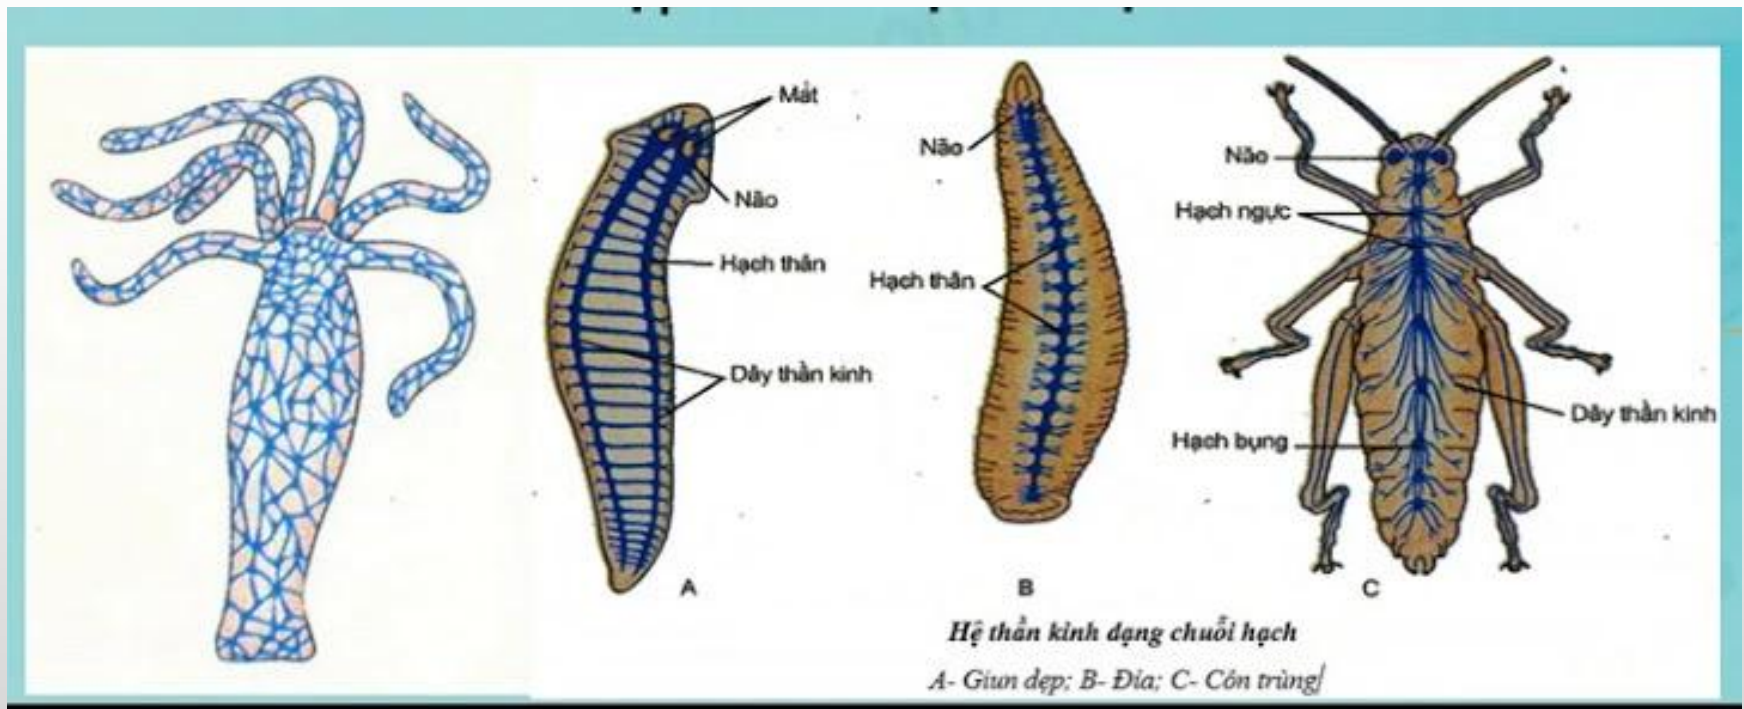 Mắt
Não
Hạch thân
Dây thần kinh
A
Não
Hạch thân
B
Não
Hạch ngực
Dây thần kinh
Hạch bụng
C
Hệ thần kinh dạng chuỗi hạch
A- Giun dẹp; B- Đỉa; C- Côn trùng/